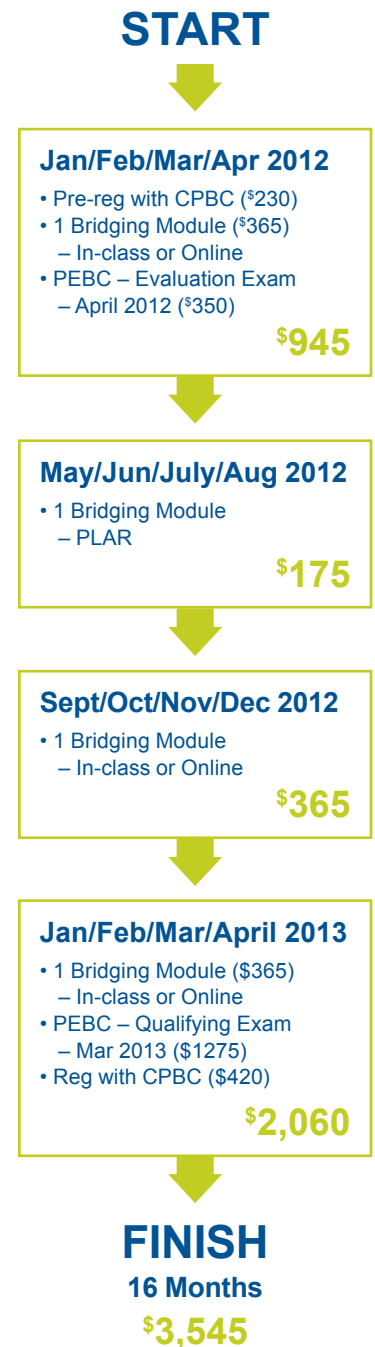 START
Jan/Feb/Mar/Apr 2012
• Pre-reg with CPBC ($230)
• 1 Bridging Module ($365)
– In-class or Online
• PEBC – Evaluation Exam
– April 2012 ($350)
$945
May/Jun/July/Aug 2012
• 1 Bridging Module
– PLAR
$175
Sept/Oct/Nov/Dec 2012
• 1 Bridging Module
– In-class or Online
$365
Jan/Feb/Mar/April 2013
• 1 Bridging Module ($365)
– In-class or Online
• PEBC – Qualifying Exam
– Mar 2013 ($1275)
• Reg with CPBC ($420)
$2,060
FINISH
16 Months
$3,545